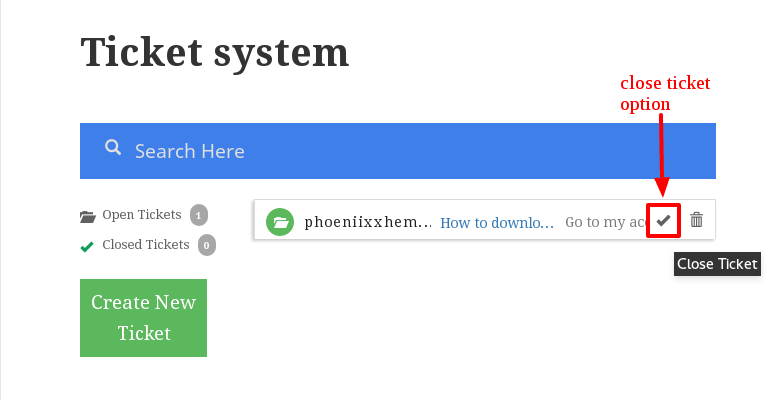 Ticket system
close ticket
option
Search Here
Open Tickets 1
phoeniixxhem... How to downlo... Go to my acc
Closed Tickets 0
Close Ticket
Create New
Ticket